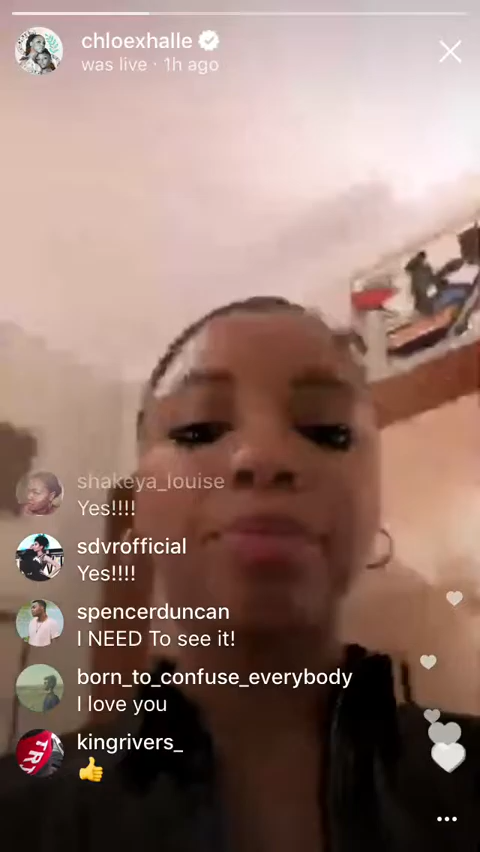 chloexhalle
was live · 1h ago
shakeya_louise
Yes!!!!
sdvrofficial
Yes!!!!
spencerduncan
I NEED To see it!
born_to_confuse_everybody
I love you
kingrivers_
👍